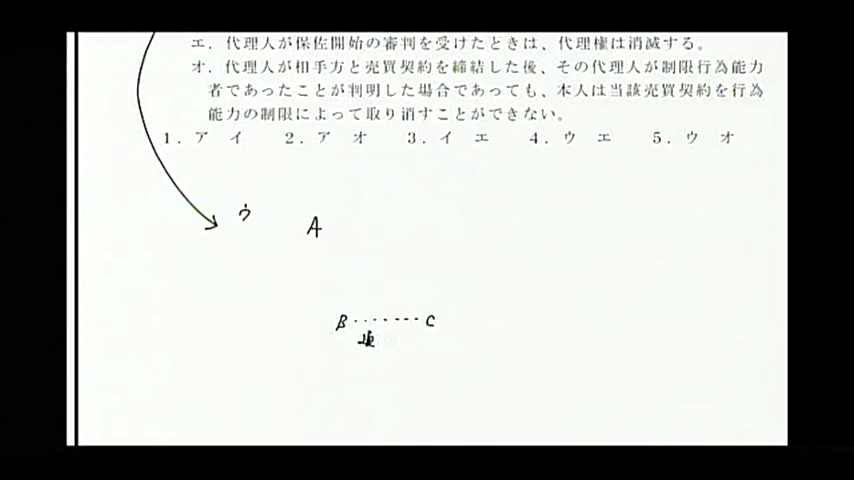 エ．代理人が保佐開始の審判を受けたときは、代理権は消滅する。
オ．代理人が相手方と売買契約を締結した後、その代理人が制限行為能力
者であったことが判明した場合であっても、本人は当該売買契約を行為
能力の制限によって取り消すことができない。
1．ア　イ　　2．ア　オ　　3．イ　エ　　4．ウ　エ　　5．ウ　オ
ウ　A
B ……… C